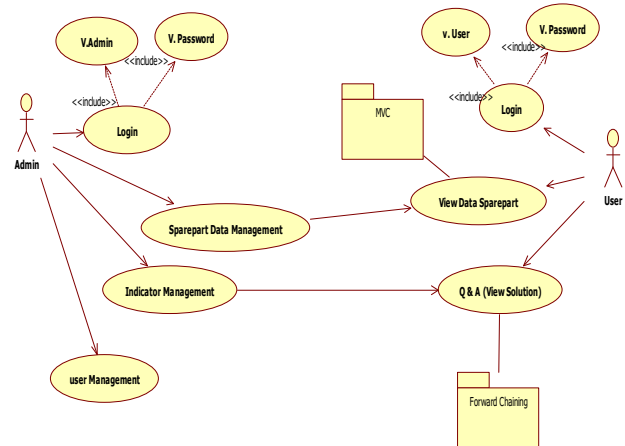 V.Admin
V. Password
<<include>>
<<include>>
Login
Admin
v. User
V. Password
<<include>>
<<include>>
Login
User
MVC
View Data Sparepart
Sparepart Data Management
Indicator Management
Q & A (View Solution)
user Management
Forward Chaining